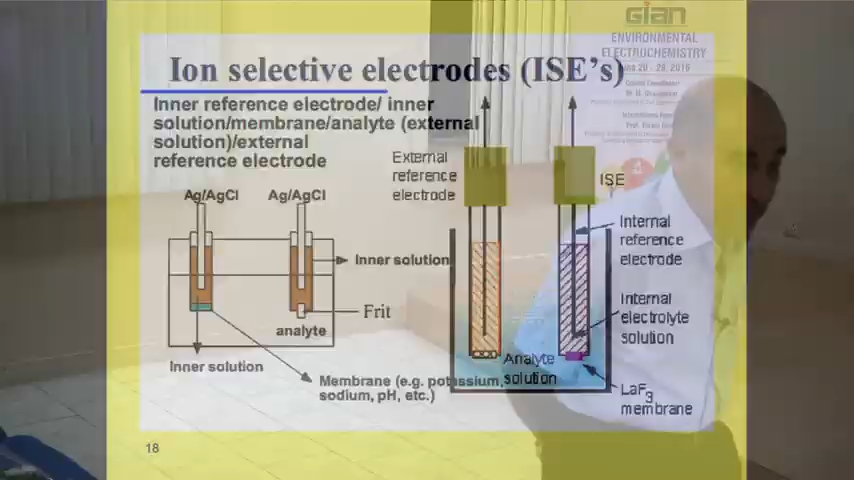 Gian
ENVIRONMENTAL
ELECTROCHEMISTRY
Ion selective electrodes (ISE's)
Inner reference electrode/ inner
solution/membrane/analyte (external
solution)/external
reference electrode
External
reference
electrode
ISE
Ag/AgCl
Ag/AgCl
Internal
reference
electrode
Inner solution
Internal
electrolyte
solution
Frit
analyte
Analyte
solution
Inner solution
Membrane (e.g. potassium,
sodium, pH, etc.)
LaF3
membrane
18